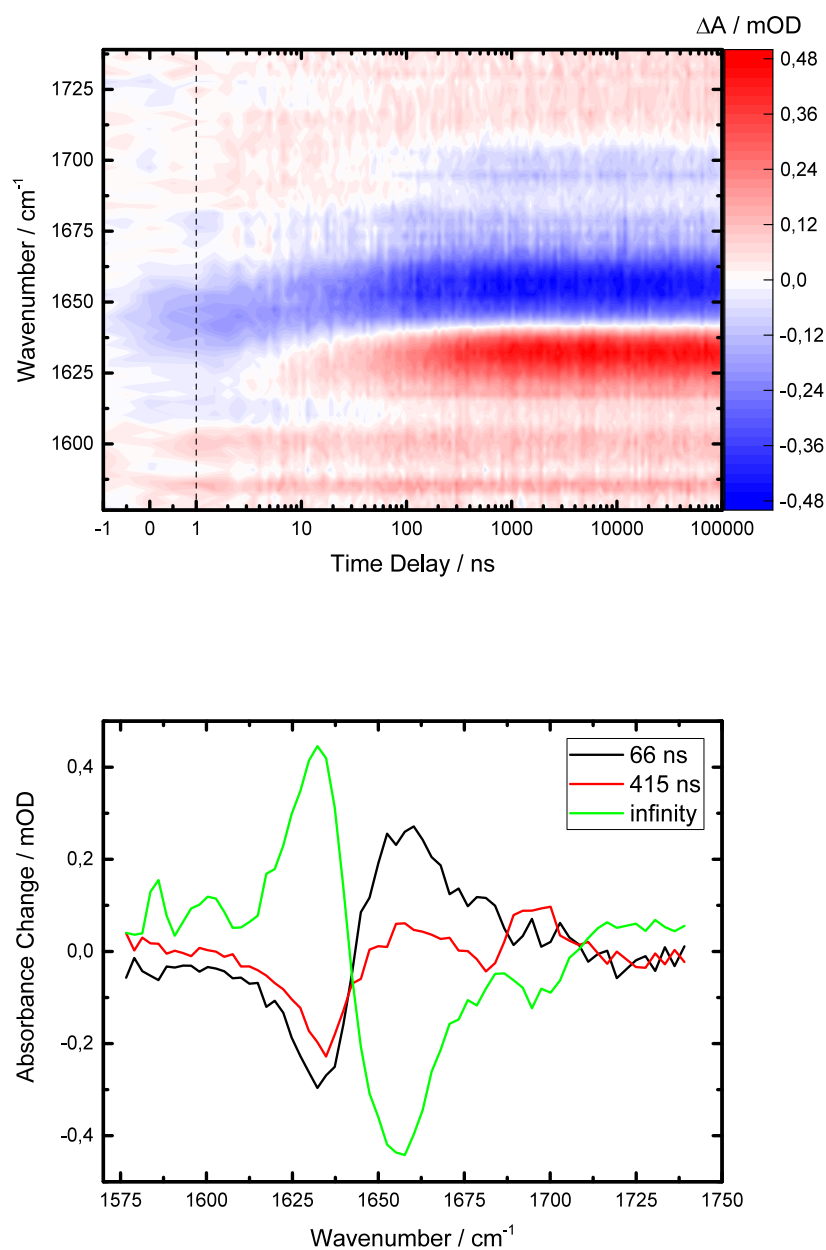 ΔA / mOD
Wavenumber / cm⁻¹
1725
1700
1675
1650
1625
1600
0,48
0,36
0,24
0,12
0,0
-0,12
-0,24
-0,36
-0,48
-1 0 1 10 100 1000 10000 100000
Time Delay / ns
Absorbance Change / mOD
0,4
0,2
0,0
-0,2
-0,4
66 ns
415 ns
infinity
1575 1600 1625 1650 1675 1700 1725 1750
Wavenumber / cm⁻¹